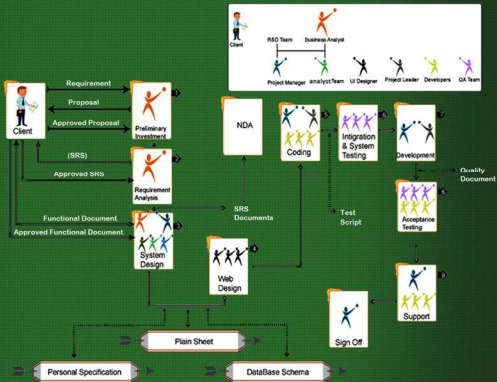 Client
R&D Team
business Analyst
Project Manager
analyst Team
UI Designer
Project Leader
Developers
QA Team
Requirement
Proposal
Approved Proposal
Client
1
Preliminary
Investment
(SRS)
Approved SRS
2
Requirement
Analysis
Functional Document
Approved Functional Document
3
System
Design
NDA
SRS
Documents
4
Web
Design
5
Coding
Test
Script
6
Intigration
& System
Testing
7
Development
Quality
Document
8
Acceptance
Testing
9
Support
Sign Off
Plain Sheet
Personal Specification
DataBase Schema